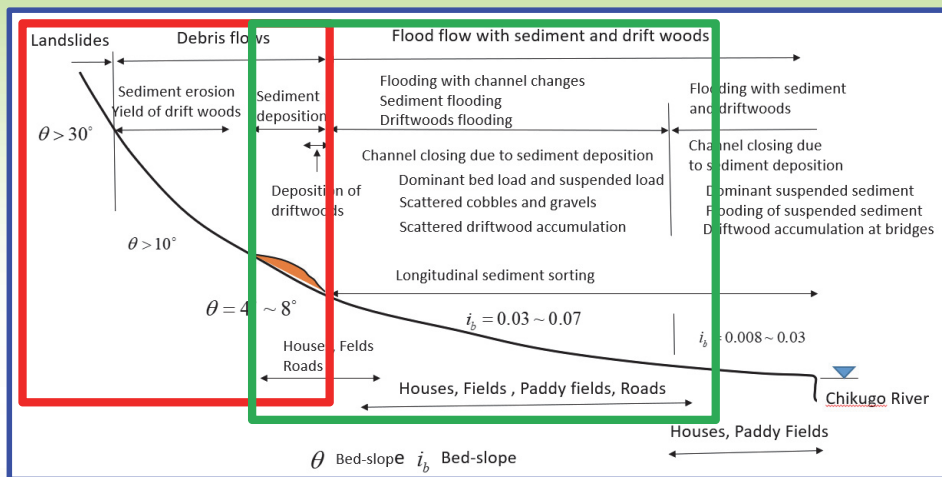 Landslides
Debris flows
Flood flow with sediment and drift woods
Sediment erosion
Yield of drift woods
Sediment
deposition
Flooding with channel changes
Sediment flooding
Driftwoods flooding
Flooding with sediment
and driftwoods
θ > 30°
Channel closing due to sediment deposition
Channel closing due
to sediment deposition
Deposition of
driftwoods
Dominant bed load and suspended load
Scattered cobbles and gravels
Scattered driftwood accumulation
Dominant suspended sediment
Flooding of suspended sediment
Driftwood accumulation at bridges
θ > 10°
Longitudinal sediment sorting
θ = 4 ~ 8°
i_b = 0.03 ~ 0.07
i_b = 0.008 ~ 0.03
Houses, Felds
Roads
Houses, Fields , Paddy fields, Roads
Chikugo River
Houses, Paddy Fields
θ Bed-slope i_b Bed-slope